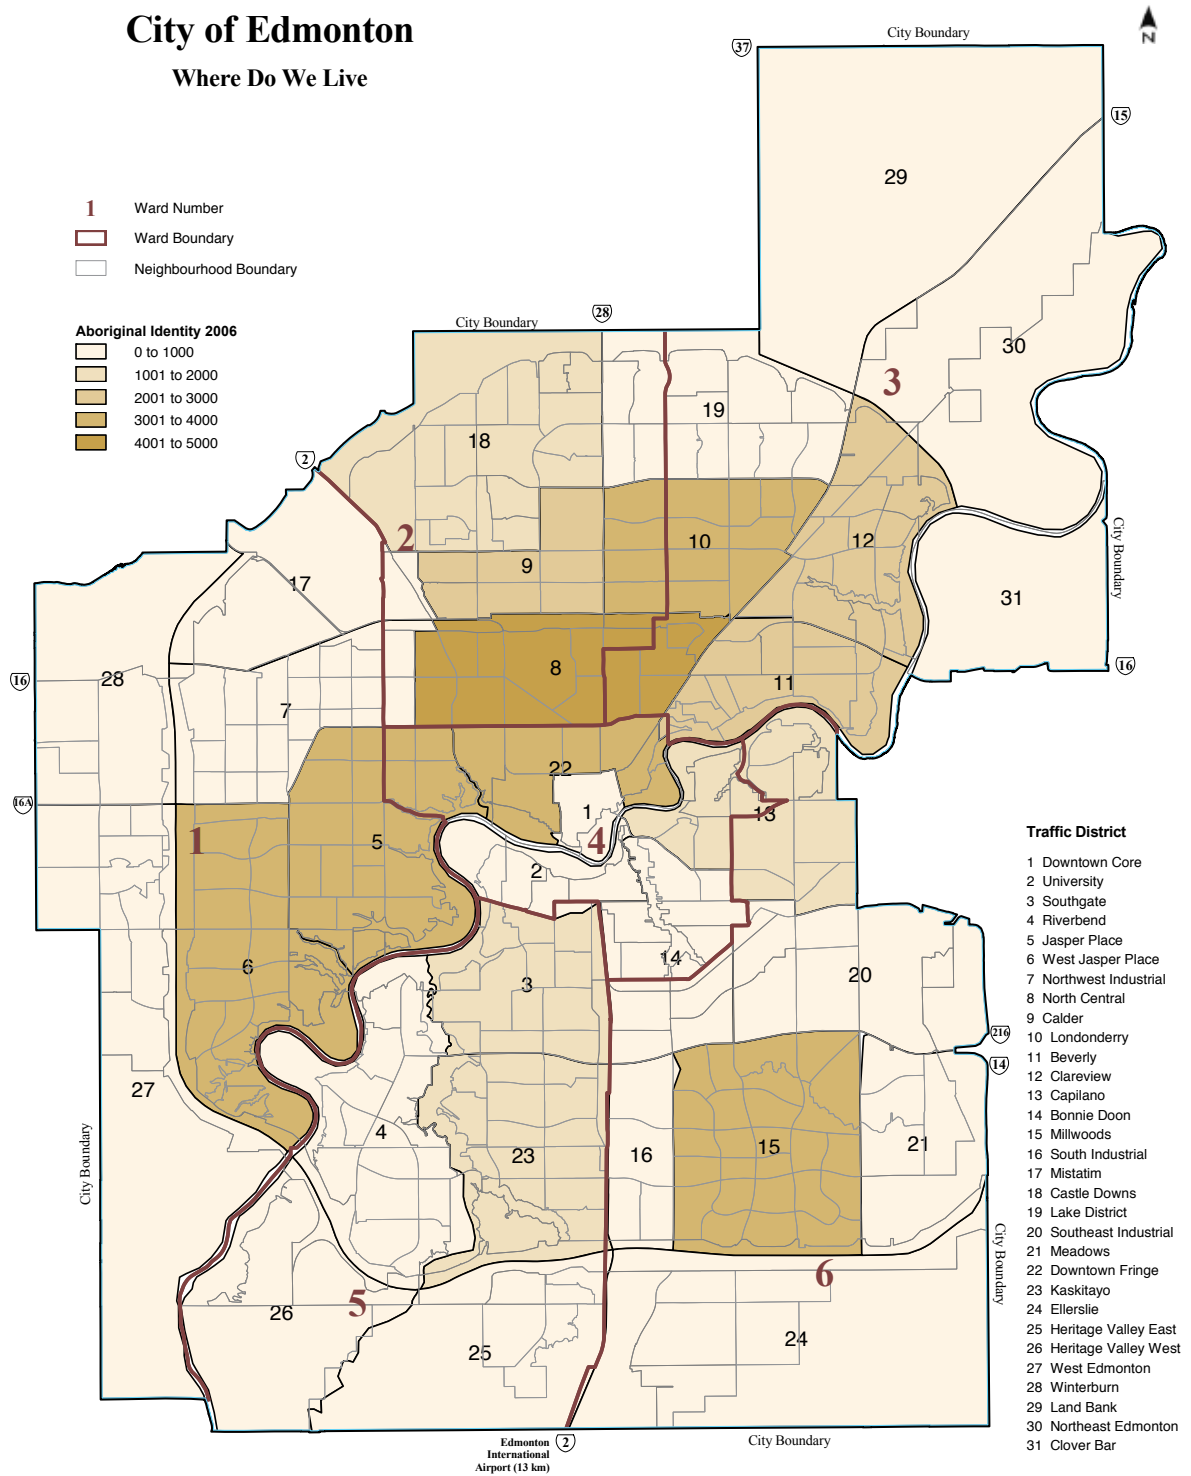 City of Edmonton
Where Do We Live
City Boundary
37
N
15
29
1 Ward Number
Ward Boundary
Neighbourhood Boundary
28
City Boundary
Aboriginal Identity 2006
0 to 1000
1001 to 2000
2001 to 3000
3001 to 4000
4001 to 5000
30
3
19
18
2
2
10
12
City Boundary
9
17
31
8
16
11
16
28
7
22
16A
1
13
1
5
4
2
14
3
20
6
216
14
27
4
23
16
15
21
City Boundary
City Boundary
6
5
26
24
25
Edmonton
International
Airport (13 km)
2
City Boundary
Traffic District
1 Downtown Core
2 University
3 Southgate
4 Riverbend
5 Jasper Place
6 West Jasper Place
7 Northwest Industrial
8 North Central
9 Calder
10 Londonderry
11 Beverly
12 Clareview
13 Capilano
14 Bonnie Doon
15 Millwoods
16 South Industrial
17 Mistatim
18 Castle Downs
19 Lake District
20 Southeast Industrial
21 Meadows
22 Downtown Fringe
23 Kaskitayo
24 Ellerslie
25 Heritage Valley East
26 Heritage Valley West
27 West Edmonton
28 Winterburn
29 Land Bank
30 Northeast Edmonton
31 Clover Bar